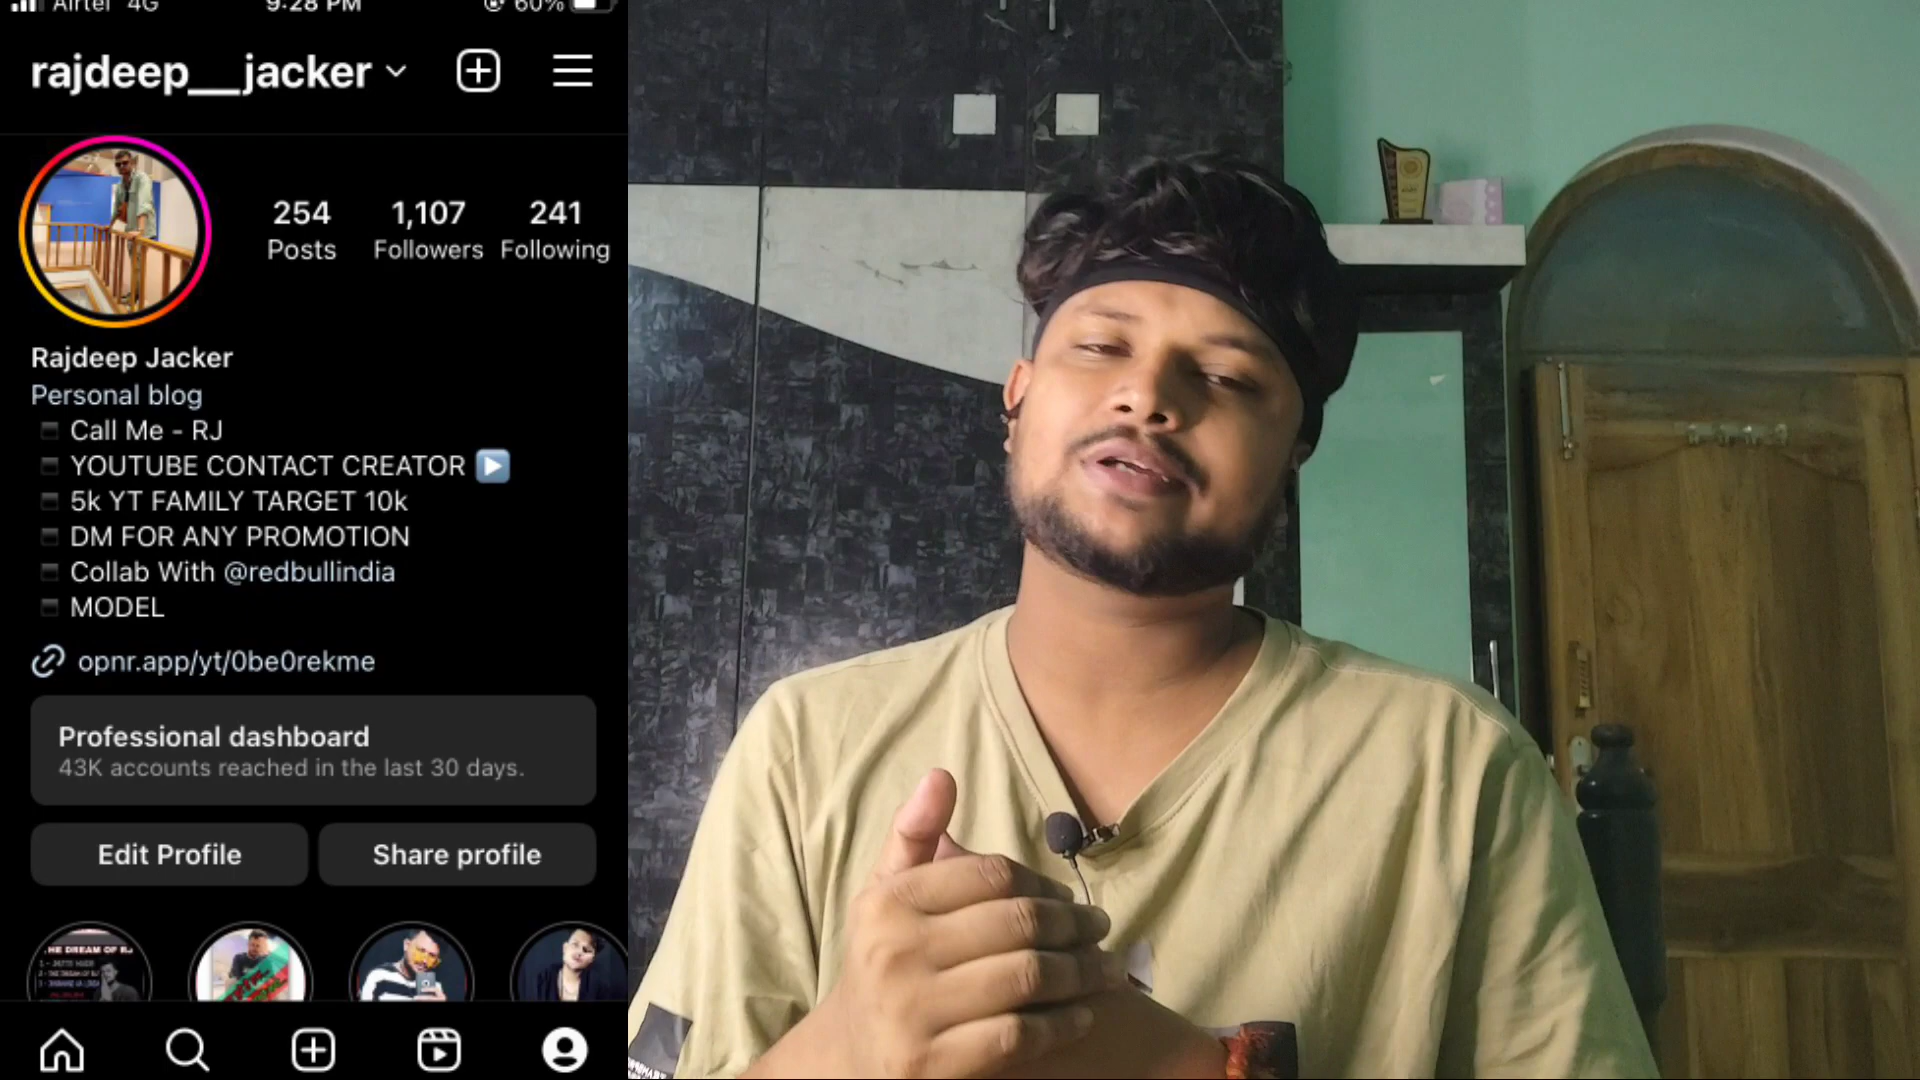 Airtel 4G 9:28 PM 60%
rajdeep__jacker
254 1,107 241
Posts Followers Following
Rajdeep Jacker
Personal blog
Call Me - RJ
YOUTUBE CONTACT CREATOR
5k YT FAMILY TARGET 10k
DM FOR ANY PROMOTION
Collab With @redbullindia
MODEL
opnr.app/yt/0be0rekme
Professional dashboard
43K accounts reached in the last 30 days.
Edit Profile Share profile